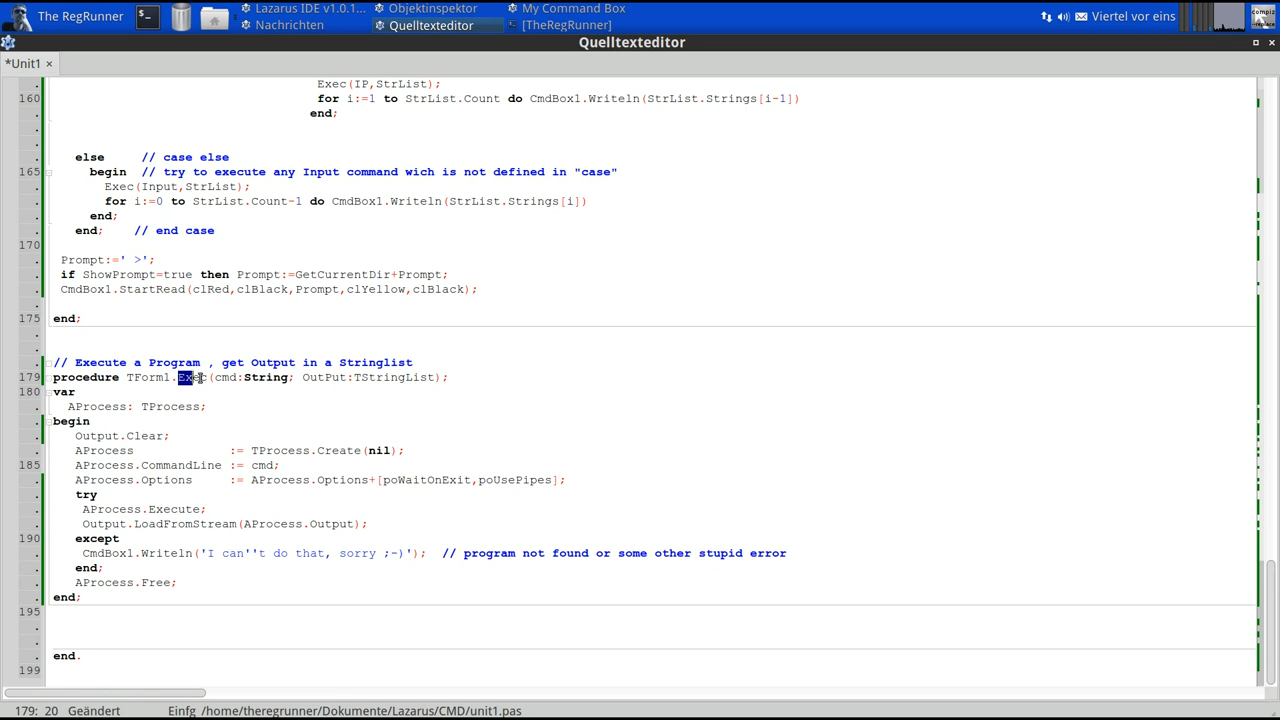 The RegRunner
Lazarus IDE v1.0.1...
Objektinspektor
My Command Box
Nachrichten
Quelltexteditor
[TheRegRunner]
Viertel vor eins
compiz
--replace
Quelltexteditor
*Unit1
Exec(IP,StrList);
160 for i:=1 to StrList.Count do CmdBox1.Writeln(StrList.Strings[i-1])
end;
else // case else
165 begin // try to execute any Input command wich is not defined in "case"
Exec(Input,StrList);
for i:=0 to StrList.Count-1 do CmdBox1.Writeln(StrList.Strings[i])
end;
end; // end case
170
Prompt:=' >';
if ShowPrompt=true then Prompt:=GetCurrentDir+Prompt;
CmdBox1.StartRead(clRed,clBlack,Prompt,clYellow,clBlack);
175 end;
// Execute a Program , get Output in a Stringlist
179 procedure TForm1.Exec(cmd:String; OutPut:TStringList);
180 var
AProcess: TProcess;
begin
Output.Clear;
AProcess := TProcess.Create(nil);
185 AProcess.CommandLine := cmd;
AProcess.Options := AProcess.Options+[poWaitOnExit,poUsePipes];
try
AProcess.Execute;
Output.LoadFromStream(AProcess.Output);
190 except
CmdBox1.Writeln('I can''t do that, sorry ;-)'); // program not found or some other stupid error
end;
AProcess.Free;
end;
195
end.
199
179: 20 Geändert Einfg /home/theregrunner/Dokumente/Lazarus/CMD/unit1.pas